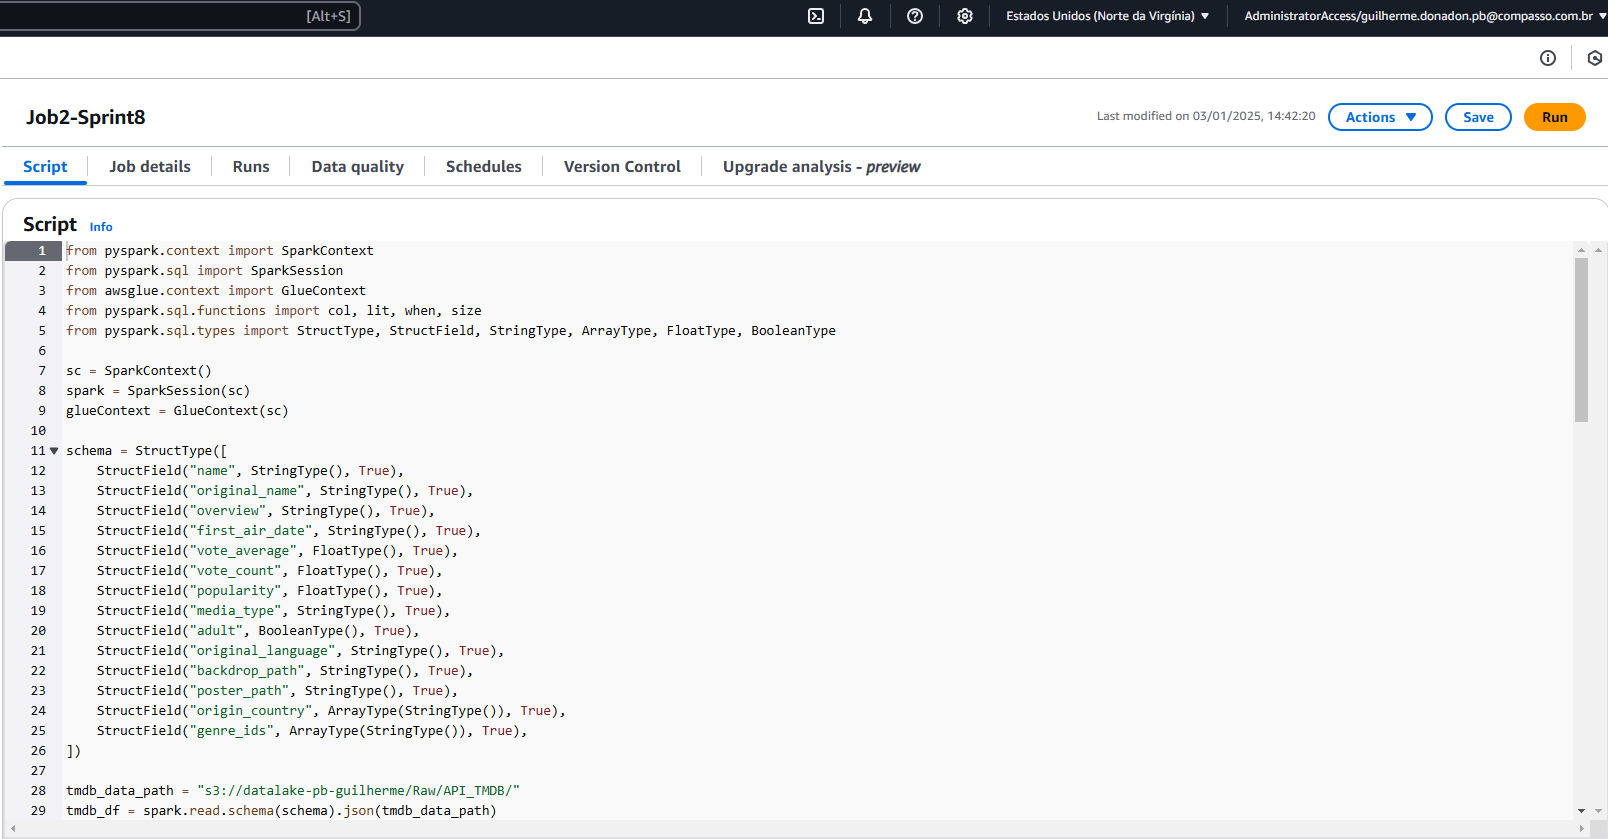 [Alt+S]
Estados Unidos (Norte da Virgínia) ▼
AdministratorAccess/guilherme.donadon.pb@compasso.com.br ▼
Job2-Sprint8
Last modified on 03/01/2025, 14:42:20
Actions ▼
Save
Run
Script
Job details
Runs
Data quality
Schedules
Version Control
Upgrade analysis - preview
Script Info
1 from pyspark.context import SparkContext
2 from pyspark.sql import SparkSession
3 from awsglue.context import GlueContext
4 from pyspark.sql.functions import col, lit, when, size
5 from pyspark.sql.types import StructType, StructField, StringType, ArrayType, FloatType, BooleanType
6
7 sc = SparkContext()
8 spark = SparkSession(sc)
9 glueContext = GlueContext(sc)
10
11 schema = StructType([
12     StructField("name", StringType(), True),
13     StructField("original_name", StringType(), True),
14     StructField("overview", StringType(), True),
15     StructField("first_air_date", StringType(), True),
16     StructField("vote_average", FloatType(), True),
17     StructField("vote_count", FloatType(), True),
18     StructField("popularity", FloatType(), True),
19     StructField("media_type", StringType(), True),
20     StructField("adult", BooleanType(), True),
21     StructField("original_language", StringType(), True),
22     StructField("backdrop_path", StringType(), True),
23     StructField("poster_path", StringType(), True),
24     StructField("origin_country", ArrayType(StringType()), True),
25     StructField("genre_ids", ArrayType(StringType()), True),
26 ])
27
28 tmdb_data_path = "s3://datalake-pb-guilherme/Raw/API_TMDB/"
29 tmdb_df = spark.read.schema(schema).json(tmdb_data_path)